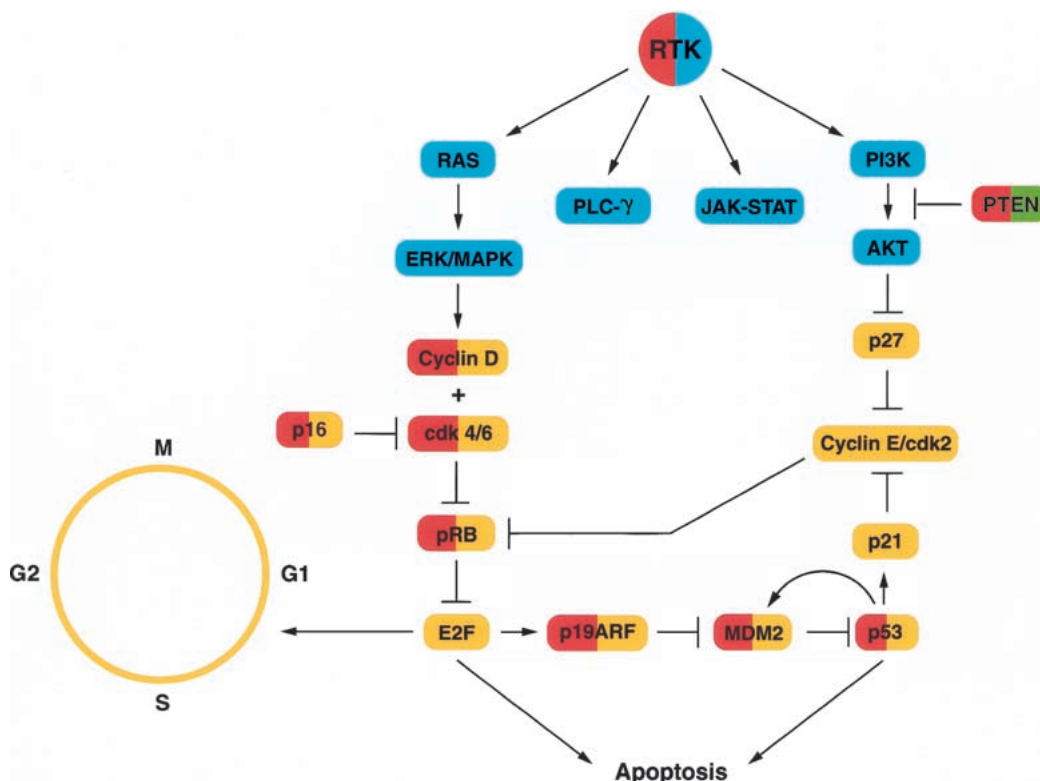 RTK
RAS
PI3K
PLC-γ
JAK-STAT
PTEN
ERK/MAPK
AKT
Cyclin D
p27
+
p16
cdk 4/6
Cyclin E/cdk2
M
pRB
p21
G2
G1
E2F
p19ARF
MDM2
p53
S
Apoptosis